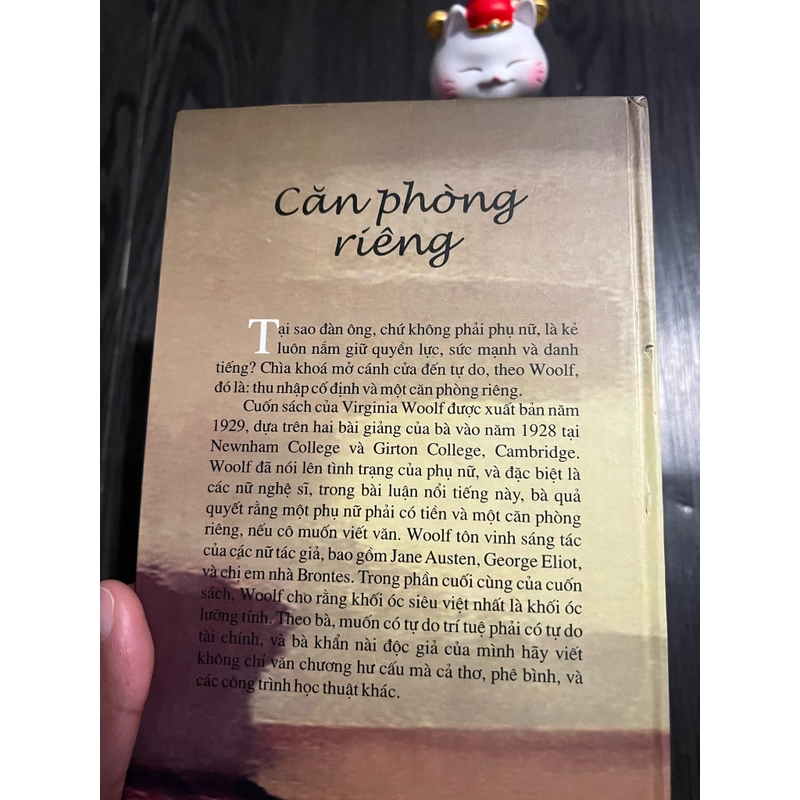 Căn phòng
riêng
Tại sao đàn ông, chứ không phải phụ nữ, là kẻ
luôn nắm giữ quyền lực, sức mạnh và danh
tiếng? Chìa khoá mở cánh cửa đến tự do, theo Woolf,
đó là: thu nhập cố định và một căn phòng riêng.
Cuốn sách của Virginia Woolf được xuất bản năm
1929, dựa trên hai bài giảng của bà vào năm 1928 tại
Newnham College và Girton College, Cambridge.
Woolf đã nói lên tình trạng của phụ nữ, và đặc biệt là
các nữ nghệ sĩ, trong bài luận nổi tiếng này, bà quả
quyết rằng một phụ nữ phải có tiền và một căn phòng
riêng, nếu cô muốn viết văn. Woolf tôn vinh sáng tác
của các nữ tác giả, bao gồm Jane Austen, George Eliot,
và chị em nhà Brontes. Trong phần cuối cùng của cuốn
sách, Woolf cho rằng khối óc siêu việt nhất là khối óc
lưỡng tính. Theo bà, muốn có tự do trí tuệ phải có tự do
tài chính, và bà khẩn nài độc giả của mình hãy viết
không chỉ văn chương hư cấu mà cả thơ, phê bình, và
các công trình học thuật khác.